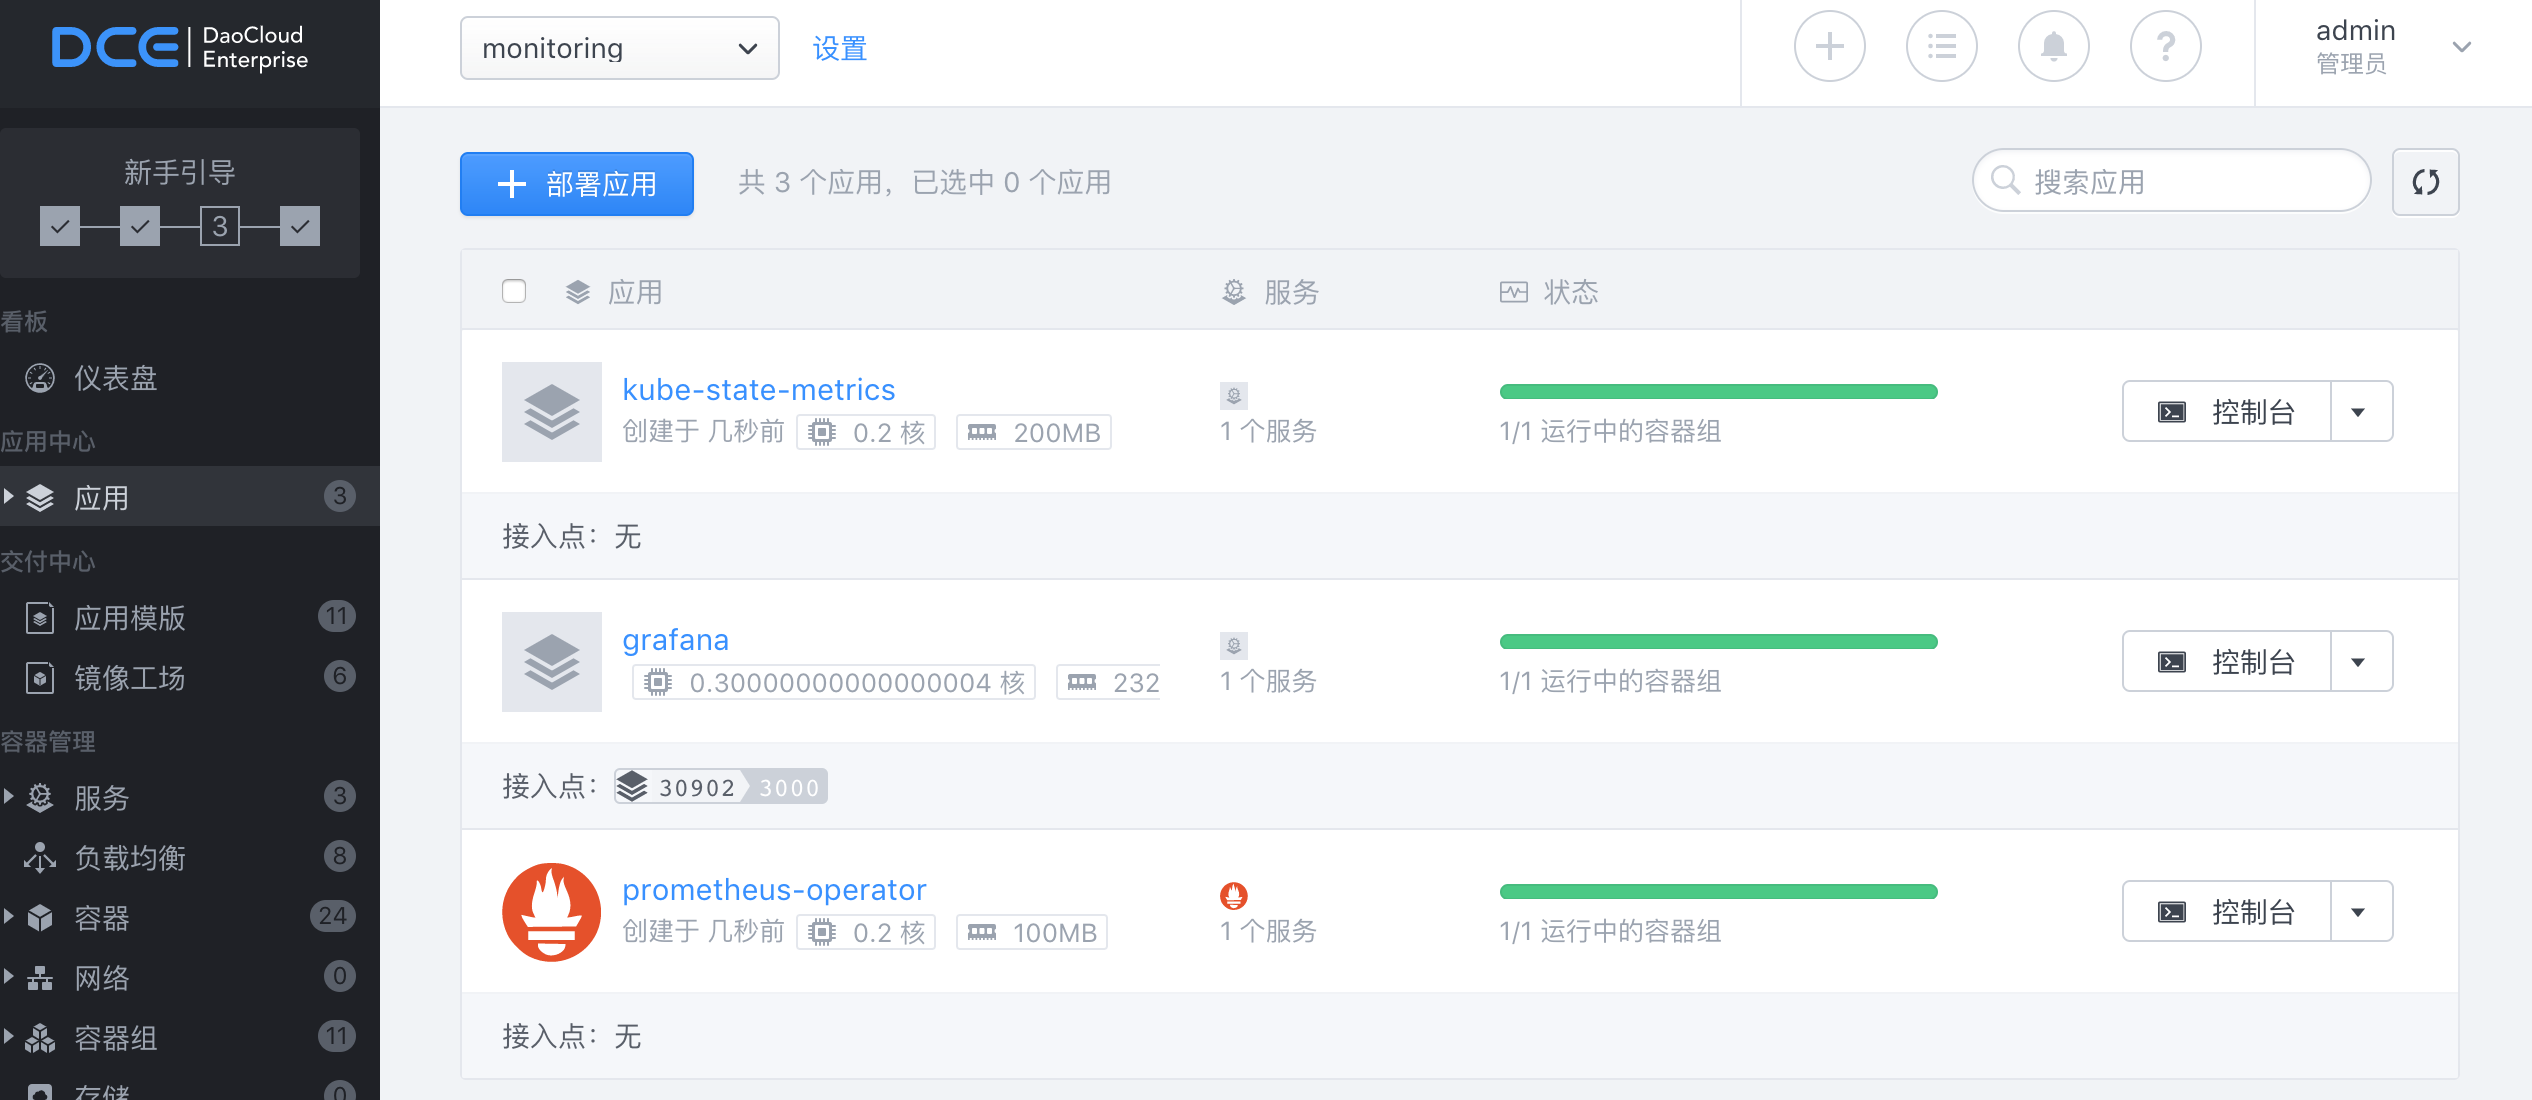 DCE DaoCloud Enterprise
monitoring
设置
admin
管理员
新手引导
3
看板
仪表盘
应用中心
应用 3
交付中心
应用模版 11
镜像工场 6
容器管理
服务 3
负载均衡 8
容器 24
网络 0
容器组 11
存储 0
部署应用
共 3 个应用，已选中 0 个应用
搜索应用
应用 服务 状态
kube-state-metrics
创建于 几秒前 0.2 核 200MB
1 个服务
1/1 运行中的容器组
控制台
接入点：无
grafana
0.30000000000000004 核 232
1 个服务
1/1 运行中的容器组
控制台
接入点： 30902 3000
prometheus-operator
创建于 几秒前 0.2 核 100MB
1 个服务
1/1 运行中的容器组
控制台
接入点：无